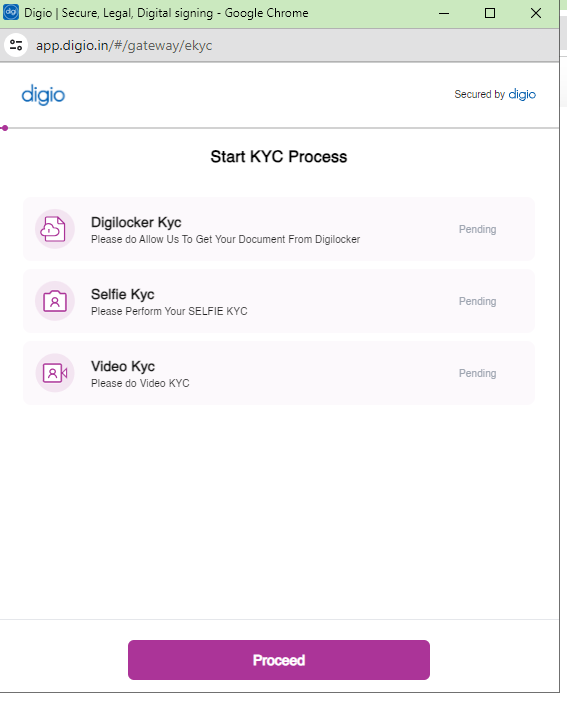 Digio | Secure, Legal, Digital signing - Google Chrome
app.digio.in/#/gateway/ekyc
digio
Secured by digio
Start KYC Process
Digilocker Kyc
Please do Allow Us To Get Your Document From Digilocker
Pending
Selfie Kyc
Please Perform Your SELFIE KYC
Pending
Video Kyc
Please do Video KYC
Pending
Proceed